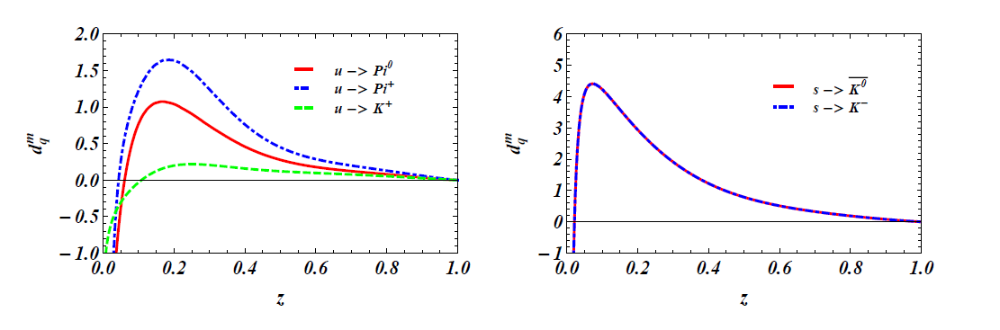 2.0
1.5
1.0
0.5
0.0
−0.5
−1.0
0.0 0.2 0.4 0.6 0.8 1.0
d_q^m
z
u −> Pi^0
u −> Pi^+
u −> K^+
6
5
4
3
2
1
0
−1
0.0 0.2 0.4 0.6 0.8 1.0
d_q^m
z
s −> \overline{K^0}
s −> K^−